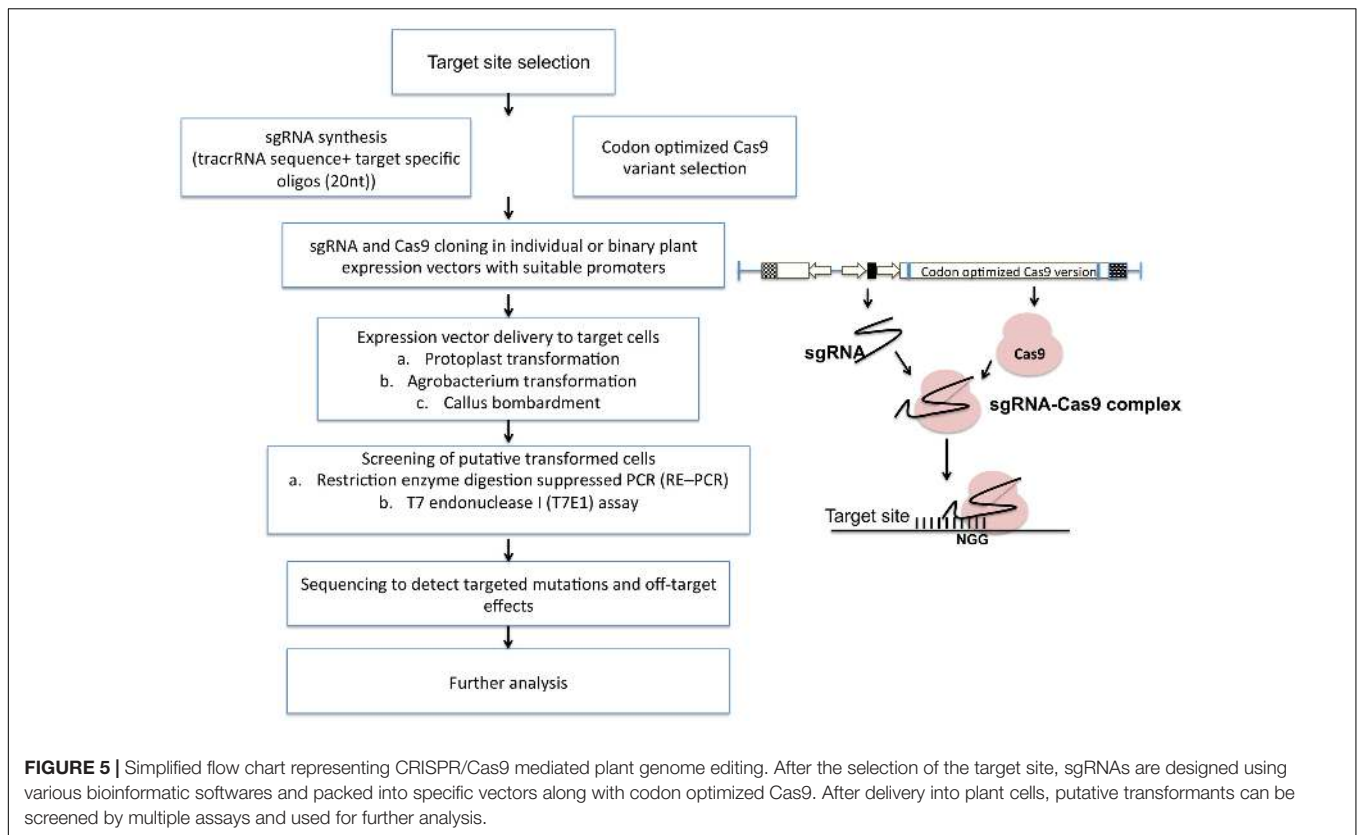 Target site selection
sgRNA synthesis
(tracrRNA sequence+ target specific
oligos (20nt))
Codon optimized Cas9
variant selection
sgRNA and Cas9 cloning in individual or binary plant
expression vectors with suitable promoters
Codon optimized Cas9 version
Expression vector delivery to target cells
a. Protoplast transformation
b. Agrobacterium transformation
c. Callus bombardment
sgRNA
Cas9
sgRNA-Cas9 complex
Screening of putative transformed cells
a. Restriction enzyme digestion suppressed PCR (RE–PCR)
b. T7 endonuclease I (T7E1) assay
Target site
NGG
Sequencing to detect targeted mutations and off-target
effects
Further analysis
FIGURE 5 | Simplified flow chart representing CRISPR/Cas9 mediated plant genome editing. After the selection of the target site, sgRNAs are designed using
various bioinformatic softwares and packed into specific vectors along with codon optimized Cas9. After delivery into plant cells, putative transformants can be
screened by multiple assays and used for further analysis.